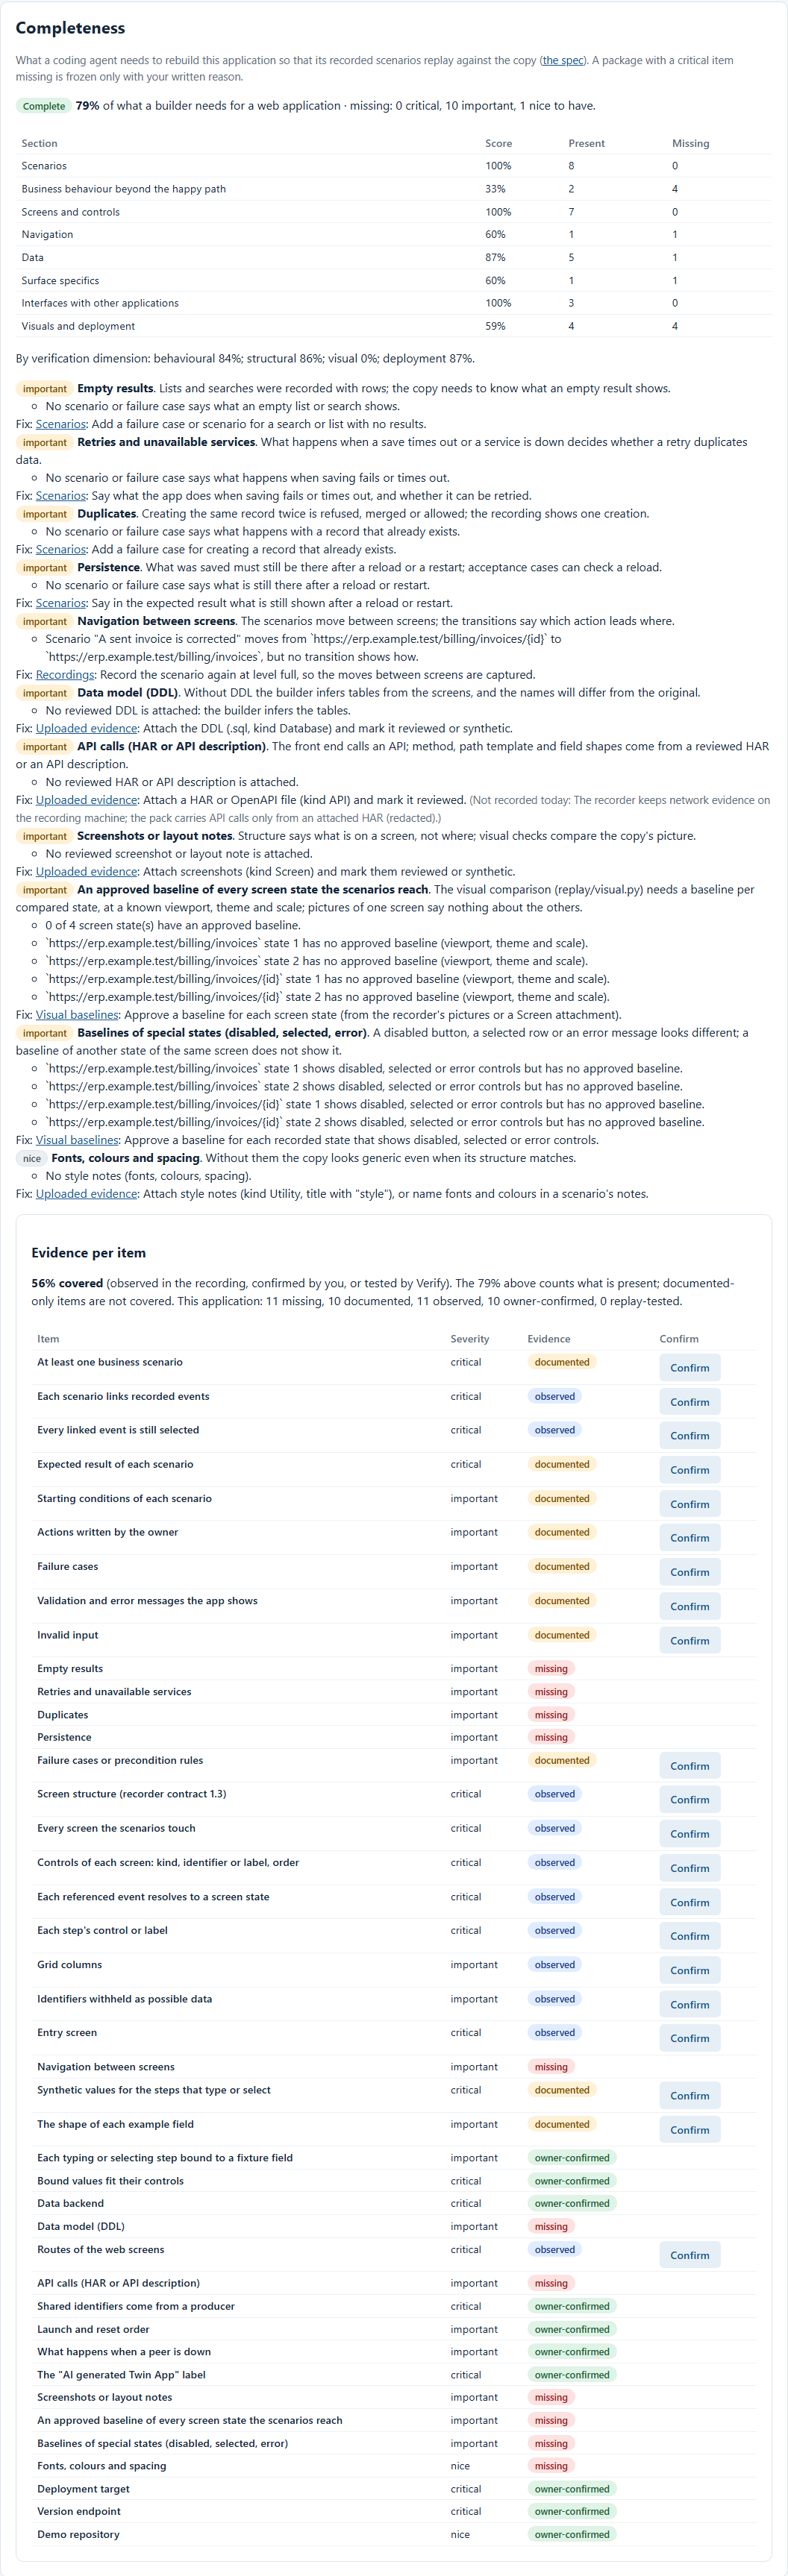 Completeness
What a coding agent needs to rebuild this application so that its recorded scenarios replay against the copy (the spec). A package with a critical item
missing is frozen only with your written reason.
Complete 79% of what a builder needs for a web application · missing: 0 critical, 10 important, 1 nice to have.
Section Score Present Missing
Scenarios 100% 8 0
Business behaviour beyond the happy path 33% 2 4
Screens and controls 100% 7 0
Navigation 60% 1 1
Data 87% 5 1
Surface specifics 60% 1 1
Interfaces with other applications 100% 3 0
Visuals and deployment 59% 4 4
By verification dimension: behavioural 84%; structural 86%; visual 0%; deployment 87%.
important Empty results. Lists and searches were recorded with rows; the copy needs to know what an empty result shows.
No scenario or failure case says what an empty list or search shows.
Fix: Scenarios: Add a failure case or scenario for a search or list with no results.
important Retries and unavailable services. What happens when a save times out or a service is down decides whether a retry duplicates
data.
No scenario or failure case says what happens when saving fails or times out.
Fix: Scenarios: Say what the app does when saving fails or times out, and whether it can be retried.
important Duplicates. Creating the same record twice is refused, merged or allowed; the recording shows one creation.
No scenario or failure case says what happens with a record that already exists.
Fix: Scenarios: Add a failure case for creating a record that already exists.
important Persistence. What was saved must still be there after a reload or a restart; acceptance cases can check a reload.
No scenario or failure case says what is still there after a reload or restart.
Fix: Scenarios: Say in the expected result what is still shown after a reload or restart.
important Navigation between screens. The scenarios move between screens; the transitions say which action leads where.
Scenario "A sent invoice is corrected" moves from `https://erp.example.test/billing/invoices/{id}` to
`https://erp.example.test/billing/invoices`, but no transition shows how.
Fix: Recordings: Record the scenario again at level full, so the moves between screens are captured.
important Data model (DDL). Without DDL the builder infers tables from the screens, and the names will differ from the original.
No reviewed DDL is attached: the builder infers the tables.
Fix: Uploaded evidence: Attach the DDL (.sql, kind Database) and mark it reviewed or synthetic.
important API calls (HAR or API description). The front end calls an API; method, path template and field shapes come from a reviewed HAR
or an API description.
No reviewed HAR or API description is attached.
Fix: Uploaded evidence: Attach a HAR or OpenAPI file (kind API) and mark it reviewed. (Not recorded today: The recorder keeps network evidence on
the recording machine; the pack carries API calls only from an attached HAR (redacted).)
important Screenshots or layout notes. Structure says what is on a screen, not where; visual checks compare the copy's picture.
No reviewed screenshot or layout note is attached.
Fix: Uploaded evidence: Attach screenshots (kind Screen) and mark them reviewed or synthetic.
important An approved baseline of every screen state the scenarios reach. The visual comparison (replay/visual.py) needs a baseline per
compared state, at a known viewport, theme and scale; pictures of one screen say nothing about the others.
0 of 4 screen state(s) have an approved baseline.
`https://erp.example.test/billing/invoices` state 1 has no approved baseline (viewport, theme and scale).
`https://erp.example.test/billing/invoices` state 2 has no approved baseline (viewport, theme and scale).
`https://erp.example.test/billing/invoices/{id}` state 1 has no approved baseline (viewport, theme and scale).
`https://erp.example.test/billing/invoices/{id}` state 2 has no approved baseline (viewport, theme and scale).
Fix: Visual baselines: Approve a baseline for each screen state (from the recorder's pictures or a Screen attachment).
important Baselines of special states (disabled, selected, error). A disabled button, a selected row or an error message looks different; a
baseline of another state of the same screen does not show it.
`https://erp.example.test/billing/invoices` state 1 shows disabled, selected or error controls but has no approved baseline.
`https://erp.example.test/billing/invoices` state 2 shows disabled, selected or error controls but has no approved baseline.
`https://erp.example.test/billing/invoices/{id}` state 1 shows disabled, selected or error controls but has no approved baseline.
`https://erp.example.test/billing/invoices/{id}` state 2 shows disabled, selected or error controls but has no approved baseline.
Fix: Visual baselines: Approve a baseline for each recorded state that shows disabled, selected or error controls.
nice Fonts, colours and spacing. Without them the copy looks generic even when its structure matches.
No style notes (fonts, colours, spacing).
Fix: Uploaded evidence: Attach style notes (kind Utility, title with "style"), or name fonts and colours in a scenario's notes.
Evidence per item
56% covered (observed in the recording, confirmed by you, or tested by Verify). The 79% above counts what is present; documented-
only items are not covered. This application: 11 missing, 10 documented, 11 observed, 10 owner-confirmed, 0 replay-tested.
Item Severity Evidence Confirm
At least one business scenario critical documented Confirm
Each scenario links recorded events critical observed Confirm
Every linked event is still selected critical observed Confirm
Expected result of each scenario critical documented Confirm
Starting conditions of each scenario important documented Confirm
Actions written by the owner important documented Confirm
Failure cases important documented Confirm
Validation and error messages the app shows important documented Confirm
Invalid input important documented Confirm
Empty results important missing
Retries and unavailable services important missing
Duplicates important missing
Persistence important missing
Failure cases or precondition rules important documented Confirm
Screen structure (recorder contract 1.3) critical observed Confirm
Every screen the scenarios touch critical observed Confirm
Controls of each screen: kind, identifier or label, order critical observed Confirm
Each referenced event resolves to a screen state critical observed Confirm
Each step's control or label critical observed Confirm
Grid columns important observed Confirm
Identifiers withheld as possible data important observed Confirm
Entry screen critical observed Confirm
Navigation between screens important missing
Synthetic values for the steps that type or select critical documented Confirm
The shape of each example field important documented Confirm
Each typing or selecting step bound to a fixture field important owner-confirmed
Bound values fit their controls critical owner-confirmed
Data backend critical owner-confirmed
Data model (DDL) important missing
Routes of the web screens critical observed Confirm
API calls (HAR or API description) important missing
Shared identifiers come from a producer critical owner-confirmed
Launch and reset order important owner-confirmed
What happens when a peer is down important owner-confirmed
The "AI generated Twin App" label critical owner-confirmed
Screenshots or layout notes important missing
An approved baseline of every screen state the scenarios reach important missing
Baselines of special states (disabled, selected, error) important missing
Fonts, colours and spacing nice missing
Deployment target critical owner-confirmed
Version endpoint critical owner-confirmed
Demo repository nice owner-confirmed